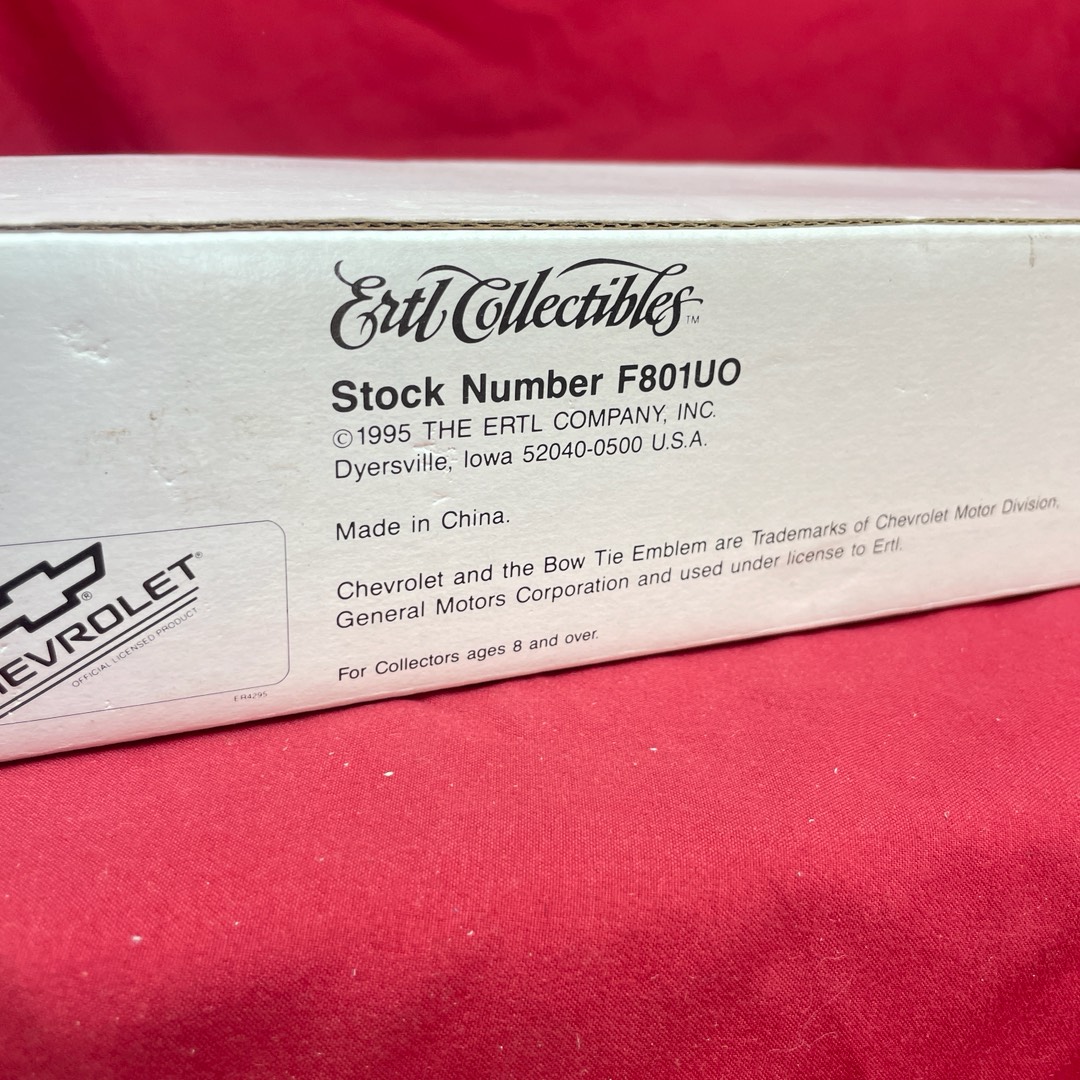 Ertl Collectibles™
Stock Number F801UO
©1995 THE ERTL COMPANY, INC.
Dyersville, Iowa 52040-0500 U.S.A.
Made in China.
Chevrolet and the Bow Tie Emblem are Trademarks of Chevrolet Motor Division,
General Motors Corporation and used under license to Ertl.
For Collectors ages 8 and over.
®
HEVROLET®
OFFICIAL LICENSED PRODUCT
ER4295